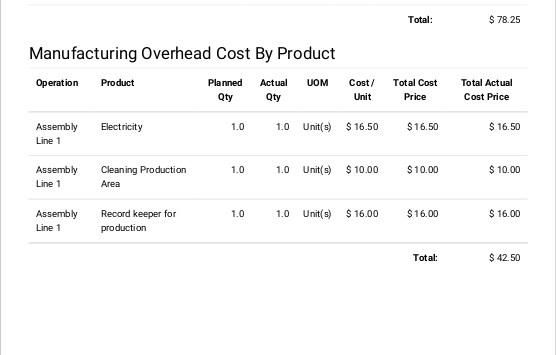 Total: $ 78.25
Manufacturing Overhead Cost By Product
Operation Product Planned Qty Actual Qty UOM Cost / Unit Total Cost Price Total Actual Cost Price
Assembly Line 1 Electricity 1.0 1.0 Unit(s) $ 16.50 $ 16.50 $ 16.50
Assembly Line 1 Cleaning Production Area 1.0 1.0 Unit(s) $ 10.00 $ 10.00 $ 10.00
Assembly Line 1 Record keeper for production 1.0 1.0 Unit(s) $ 16.00 $ 16.00 $ 16.00
Total: $ 42.50